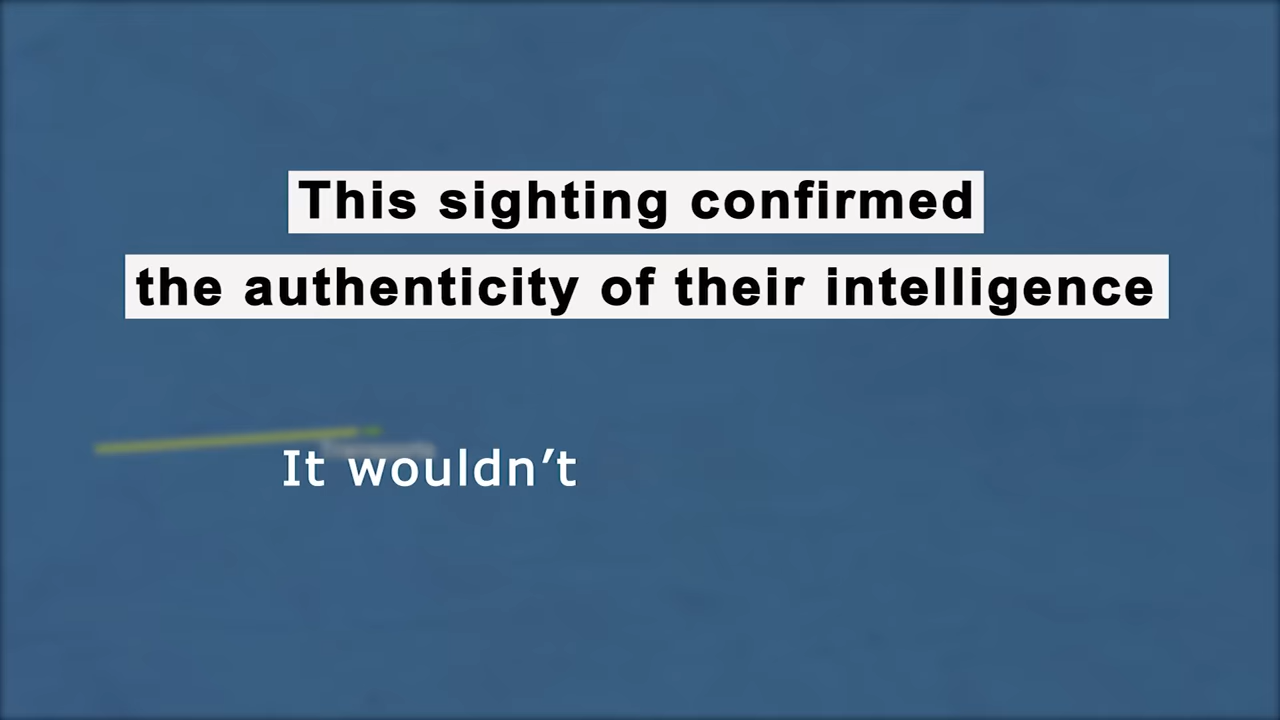 This sighting confirmed
the authenticity of their intelligence
It wouldn’t